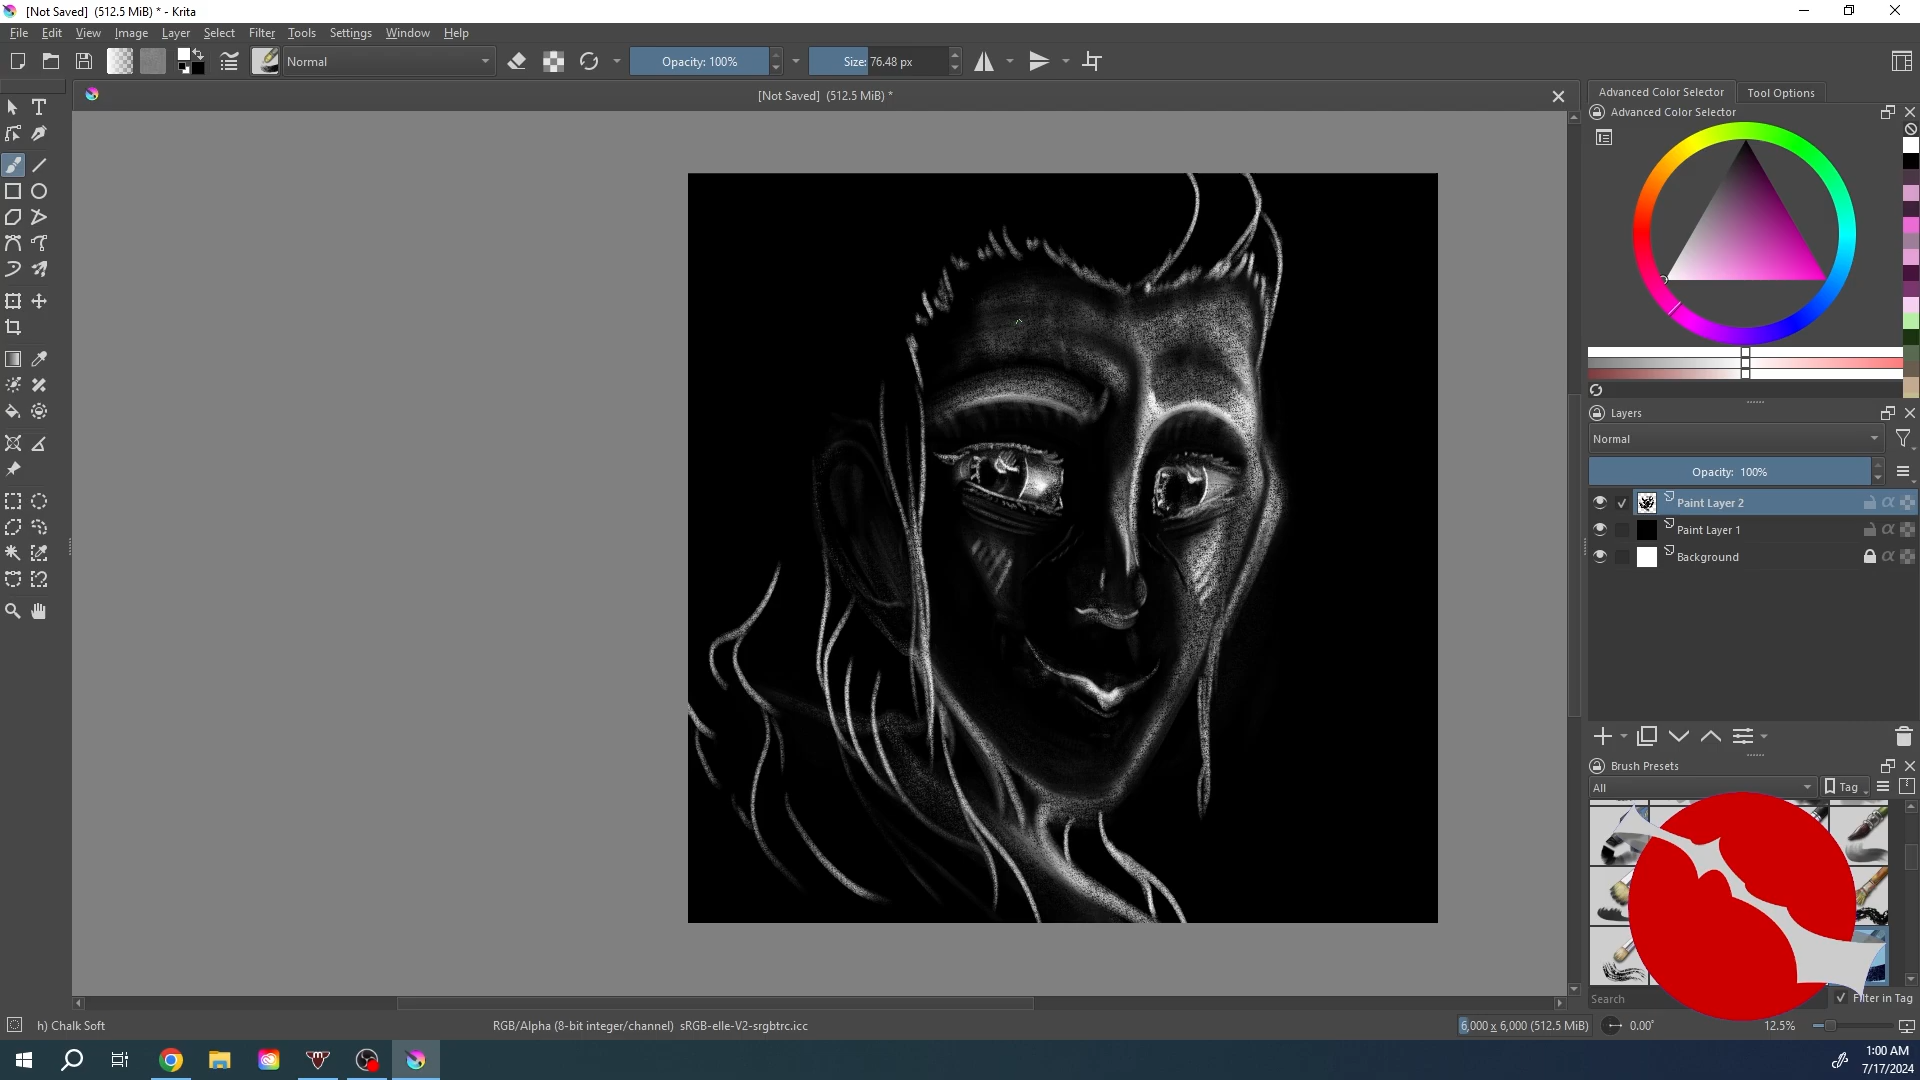 [Not Saved]  (512.5 MiB) * - Krita
File Edit View Image Layer Select Filter Tools Settings Window Help
Normal
Opacity: 100%
Size: 76.48 px
[Not Saved]  (512.5 MiB) *
Advanced Color Selector
Tool Options
Advanced Color Selector
Layers
Normal
Opacity:  100%
Paint Layer 2
Paint Layer 1
Background
Brush Presets
All
Tag
Search
Filter in Tag
h) Chalk Soft
RGB/Alpha (8-bit integer/channel)  sRGB-elle-V2-srgbtrc.icc
6,000 x 6,000 (512.5 MiB)
0.00°
12.5%
1:00 AM
7/17/2024